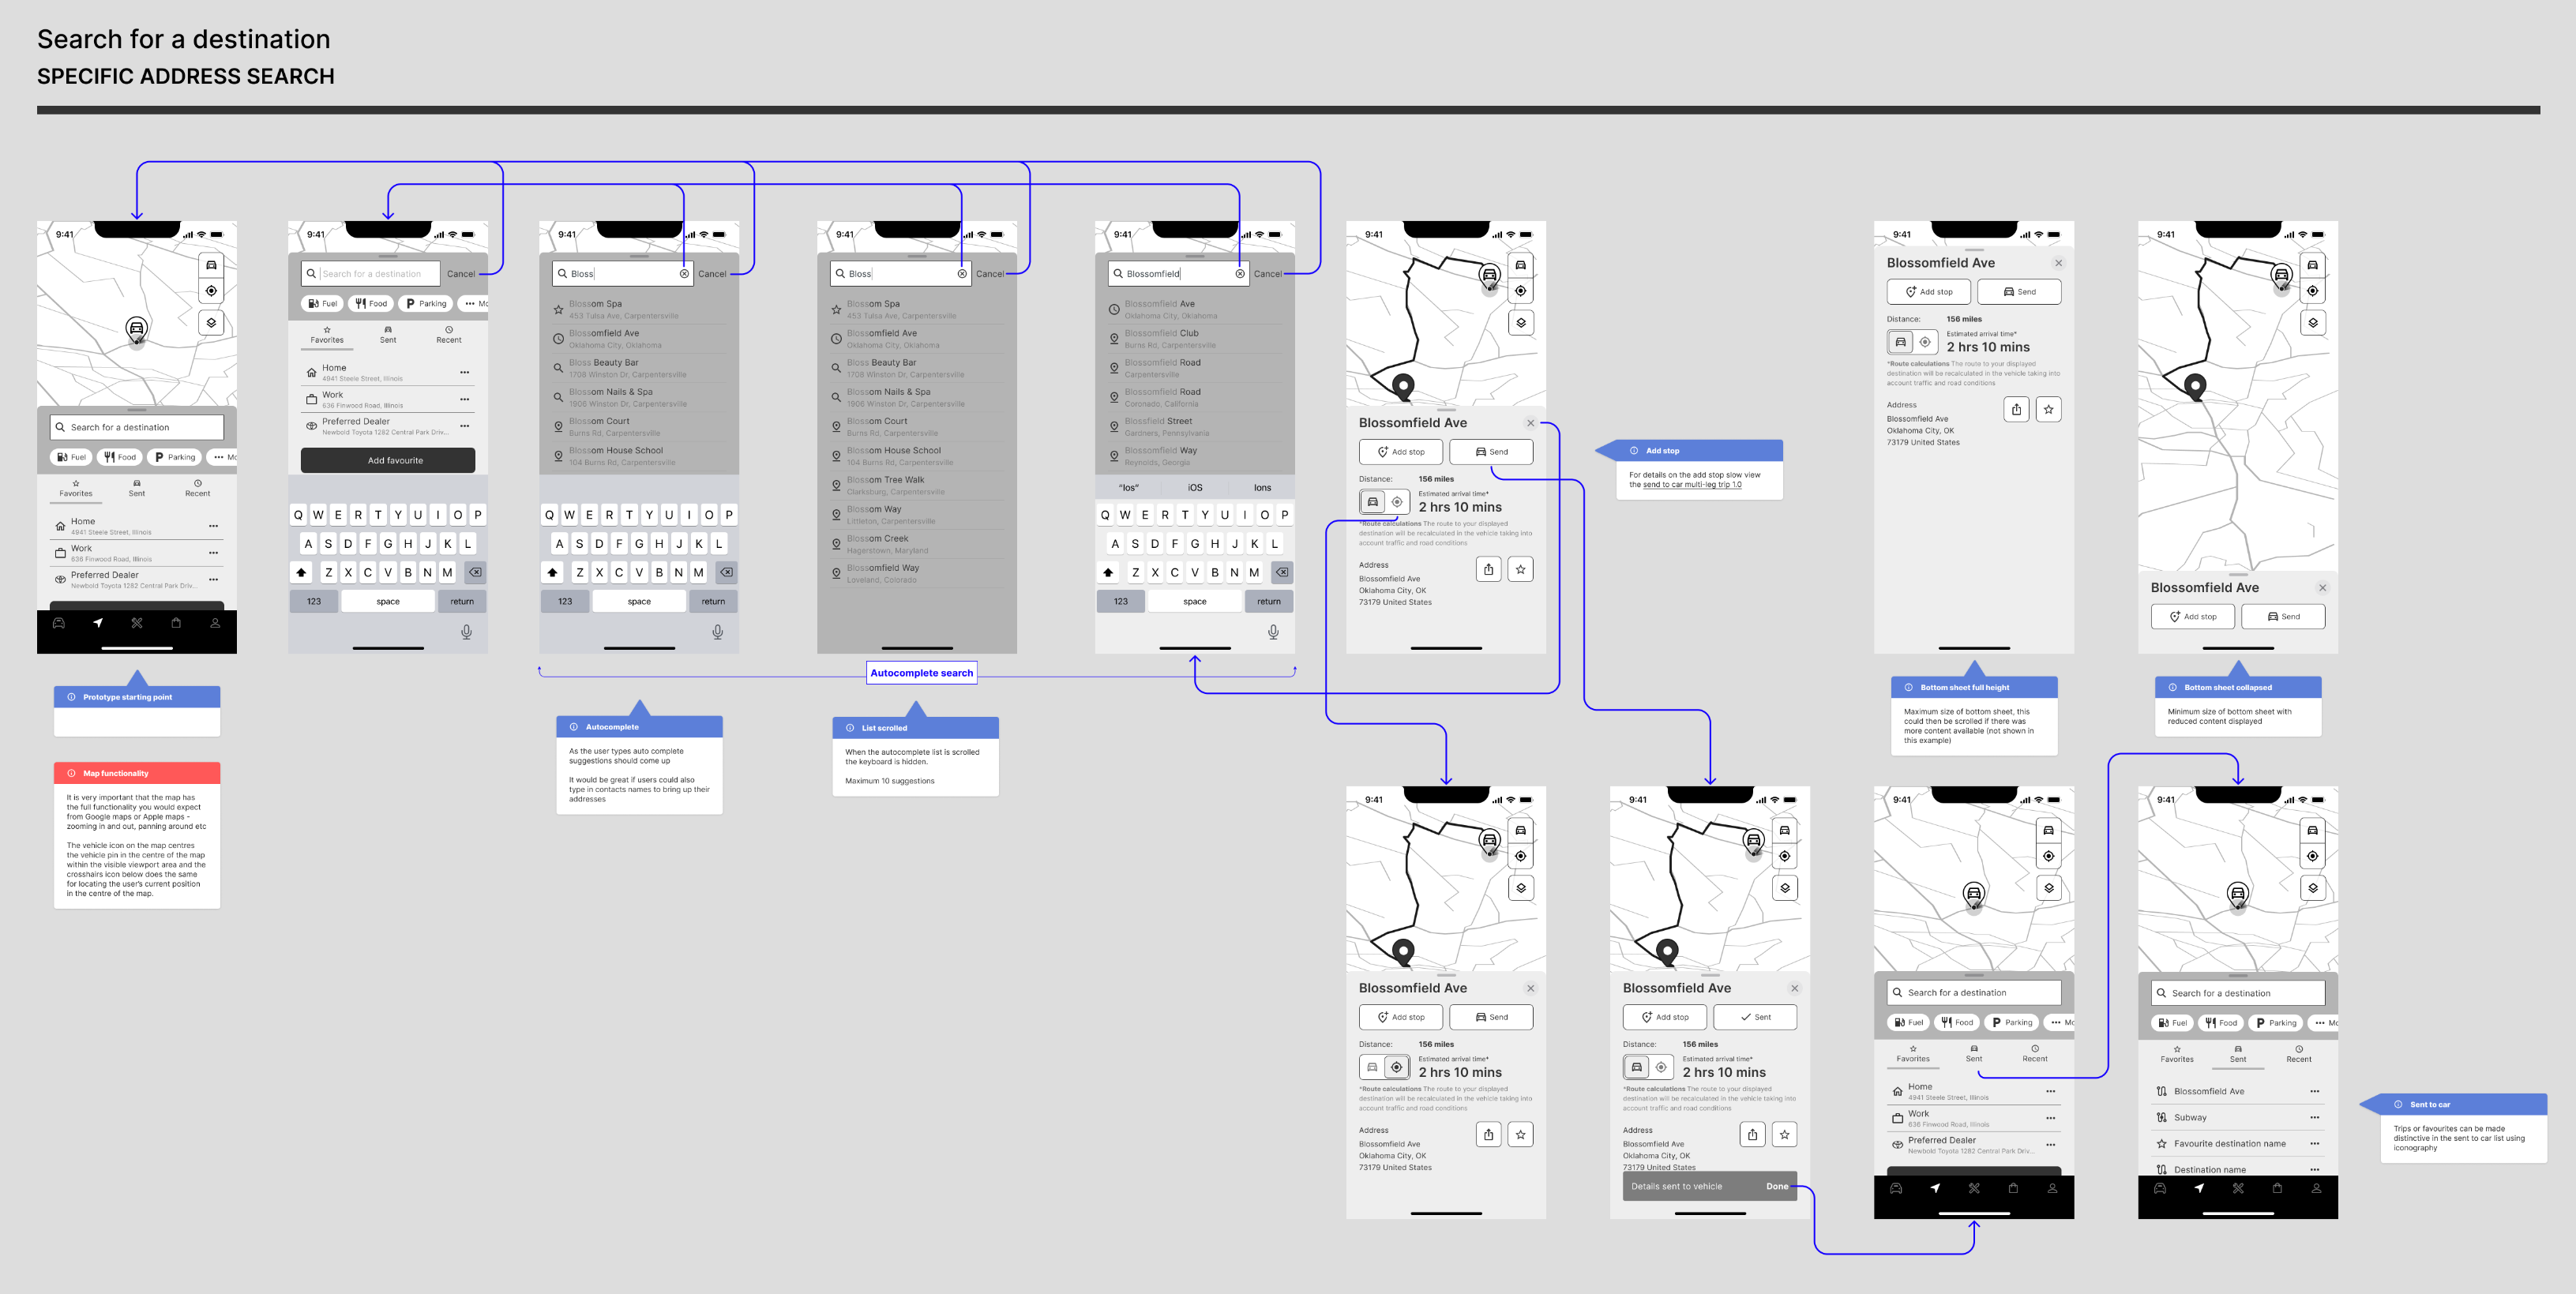 Search for a destination
SPECIFIC ADDRESS SEARCH
9:41
Search for a destination
Fuel
Food
Parking
Mo
Favorites
Sent
Recent
Home
4941 Steele Street, Illinois
Work
636 Finwood Road, Illinois
Preferred Dealer
Newbold Toyota 1282 Central Park Driv...
Prototype starting point
Map functionality
It is very important that the map has
the full functionality you would expect
from Google maps or Apple maps -
zooming in and out, panning around etc
The vehicle icon on the map centres
the vehicle pin in the centre of the map
within the visible viewport area and the
crosshairs icon below does the same
for locating the user's current position
in the centre of the map.
9:41
Search for a destination
Cancel
Fuel
Food
P Parking
Mo
Favorites
Sent
Recent
Home
4941 Steele Street, Illinois
Work
636 Finwood Road, Illinois
Preferred Dealer
Newbold Toyota 1282 Central Park Driv...
Add favourite
Q W E R T Y U I O P
A S D F G H J K L
Z X C V B N M
123
space
return
9:41
Bloss
Cancel
Blossom Spa
453 Tulsa Ave, Carpentersville
Blossomfield Ave
Oklahoma City, Oklahoma
Bloss Beauty Bar
1708 Winston Dr, Carpentersville
Blossom Nails & Spa
1906 Winston Dr, Carpentersville
Blossom Court
Burns Rd, Carpentersville
Blossom House School
104 Burns Rd, Carpentersville
Q W E R T Y U I O P
A S D F G H J K L
Z X C V B N M
123
space
return
Autocomplete
As the user types auto complete
suggestions should come up
It would be great if users could also
type in contacts names to bring up their
addresses
9:41
Bloss
Cancel
Blossom Spa
453 Tulsa Ave, Carpentersville
Blossomfield Ave
Oklahoma City, Oklahoma
Bloss Beauty Bar
1708 Winston Dr, Carpentersville
Blossom Nails & Spa
1906 Winston Dr, Carpentersville
Blossom Court
Burns Rd, Carpentersville
Blossom House School
104 Burns Rd, Carpentersville
Blossom Tree Walk
Clarksburg, Carpentersville
Blossom Way
Littleton, Carpentersville
Blossom Creek
Hagerstown, Maryland
Blossomfield Way
Loveland, Colorado
Autocomplete search
List scrolled
When the autocomplete list is scrolled
the keyboard is hidden.
Maximum 10 suggestions
9:41
Blossomfield
Cancel
Blossomfield Ave
Oklahoma City, Oklahoma
Blossomfield Club
Burns Rd, Carpentersville
Blossomfield Road
Carpentersville
Blossomfield Road
Coronado, California
Blossfield Street
Gardners, Pennsylvania
Blossomfield Way
Reynolds, Georgia
"Ios"
iOS
Ions
Q W E R T Y U I O P
A S D F G H J K L
Z X C V B N M
123
space
return
9:41
Blossomfield Ave
Add stop
Send
Distance:
156 miles
Estimated arrival time*
2 hrs 10 mins
*Route calculations The route to your displayed
destination will be recalculated in the vehicle taking into
account traffic and road conditions
Address
Blossomfield Ave
Oklahoma City, OK
73179 United States
Add stop
For details on the add stop slow view
the send to car multi-leg trip 1.0
9:41
Blossomfield Ave
Add stop
Send
Distance:
156 miles
Estimated arrival time*
2 hrs 10 mins
*Route calculations The route to your displayed
destination will be recalculated in the vehicle taking into
account traffic and road conditions
Address
Blossomfield Ave
Oklahoma City, OK
73179 United States
Bottom sheet full height
Maximum size of bottom sheet, this
could then be scrolled if there was
more content available (not shown in
this example)
9:41
Blossomfield Ave
Add stop
Send
Bottom sheet collapsed
Minimum size of bottom sheet with
reduced content displayed
9:41
Blossomfield Ave
Add stop
Send
Distance:
156 miles
Estimated arrival time*
2 hrs 10 mins
*Route calculations The route to your displayed
destination will be recalculated in the vehicle taking into
account traffic and road conditions
Address
Blossomfield Ave
Oklahoma City, OK
73179 United States
9:41
Blossomfield Ave
Add stop
Sent
Distance:
156 miles
Estimated arrival time*
2 hrs 10 mins
*Route calculations The route to your displayed
destination will be recalculated in the vehicle taking into
account traffic and road conditions
Address
Blossomfield Ave
Oklahoma City, OK
73179 United States
Details sent to vehicle
Done
9:41
Search for a destination
Fuel
Food
P Parking
Mo
Favorites
Sent
Recent
Home
4941 Steele Street, Illinois
Work
636 Finwood Road, Illinois
Preferred Dealer
Newbold Toyota 1282 Central Park Driv...
9:41
Search for a destination
Fuel
Food
P Parking
Mo
Favorites
Sent
Recent
Blossomfield Ave
Subway
Favourite destination name
Destination name
Sent to car
Trips or favourites can be made
distinctive in the sent to car list using
iconography